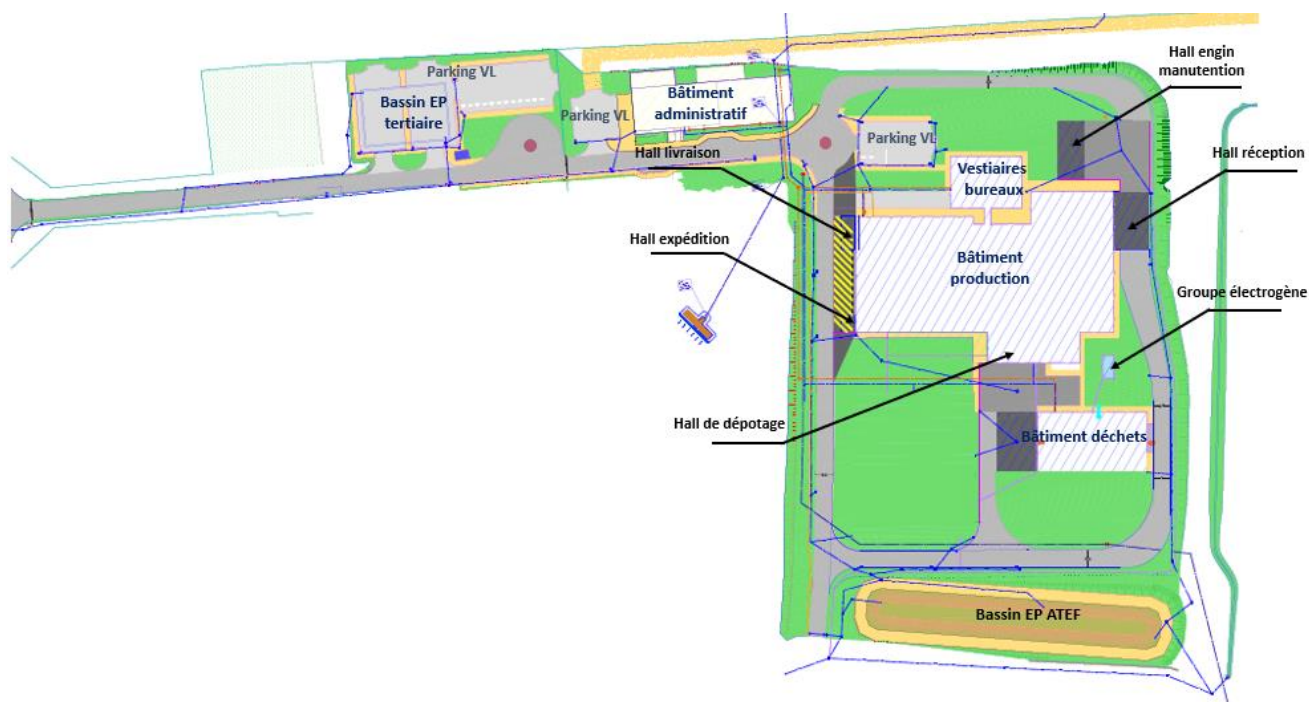 Hall engin
manutention
Parking VL
Bassin EP
tertiaire
Parking VL
Bâtiment
administratif
Parking VL
Hall livraison
Hall réception
Vestiaires
bureaux
Hall expédition
Bâtiment
production
Groupe électrogène
Hall de dépotage
Bâtiment déchets
Bassin EP ATEF